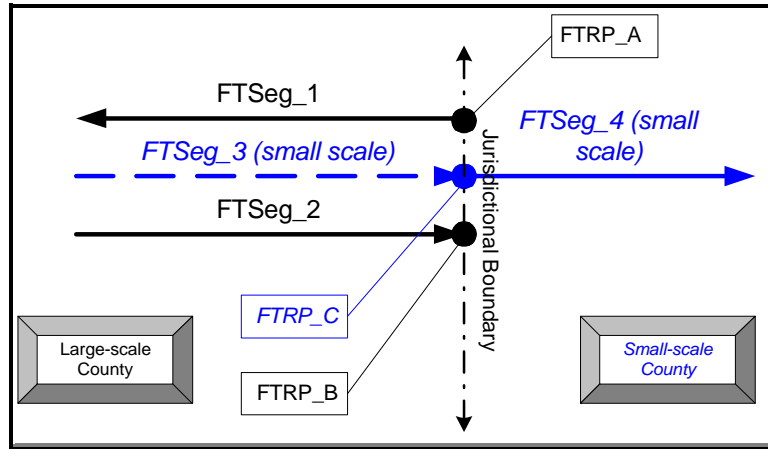 FTRP_A
FTSeg_1
FTSeg_4 (small
scale)
FTSeg_3 (small scale)
Jurisdictional Boundary
FTSeg_2
FTRP_C
Large-scale
County
Small-scale
County
FTRP_B